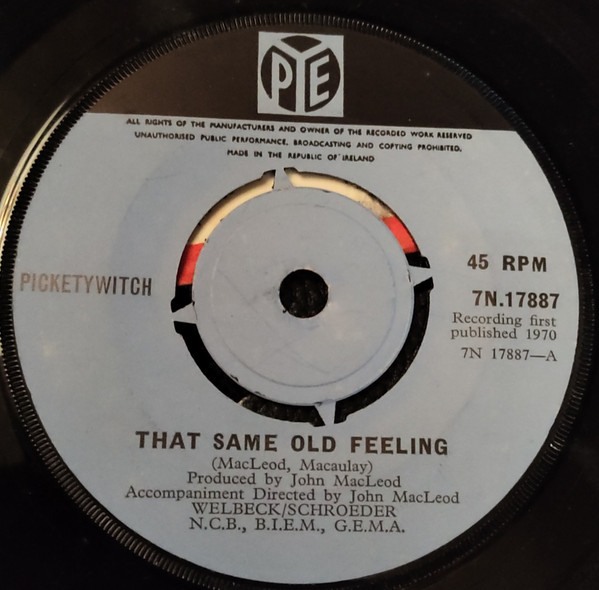 PYE
ALL RIGHTS OF THE MANUFACTURERS AND OWNER OF THE RECORDED WORK RESERVED
UNAUTHORISED PUBLIC PERFORMANCE, BROADCASTING AND COPYING PROHIBITED.
MADE IN THE REPUBLIC OF IRELAND
PICKETYWITCH
45 RPM
7N.17887
Recording first
published 1970
7N 17887—A
THAT SAME OLD FEELING
(MacLeod, Macaulay)
Produced by John MacLeod
Accompaniment Directed by John MacLeod
WELBECK/SCHROEDER
N.C.B., B.I.E.M., G.E.M.A.